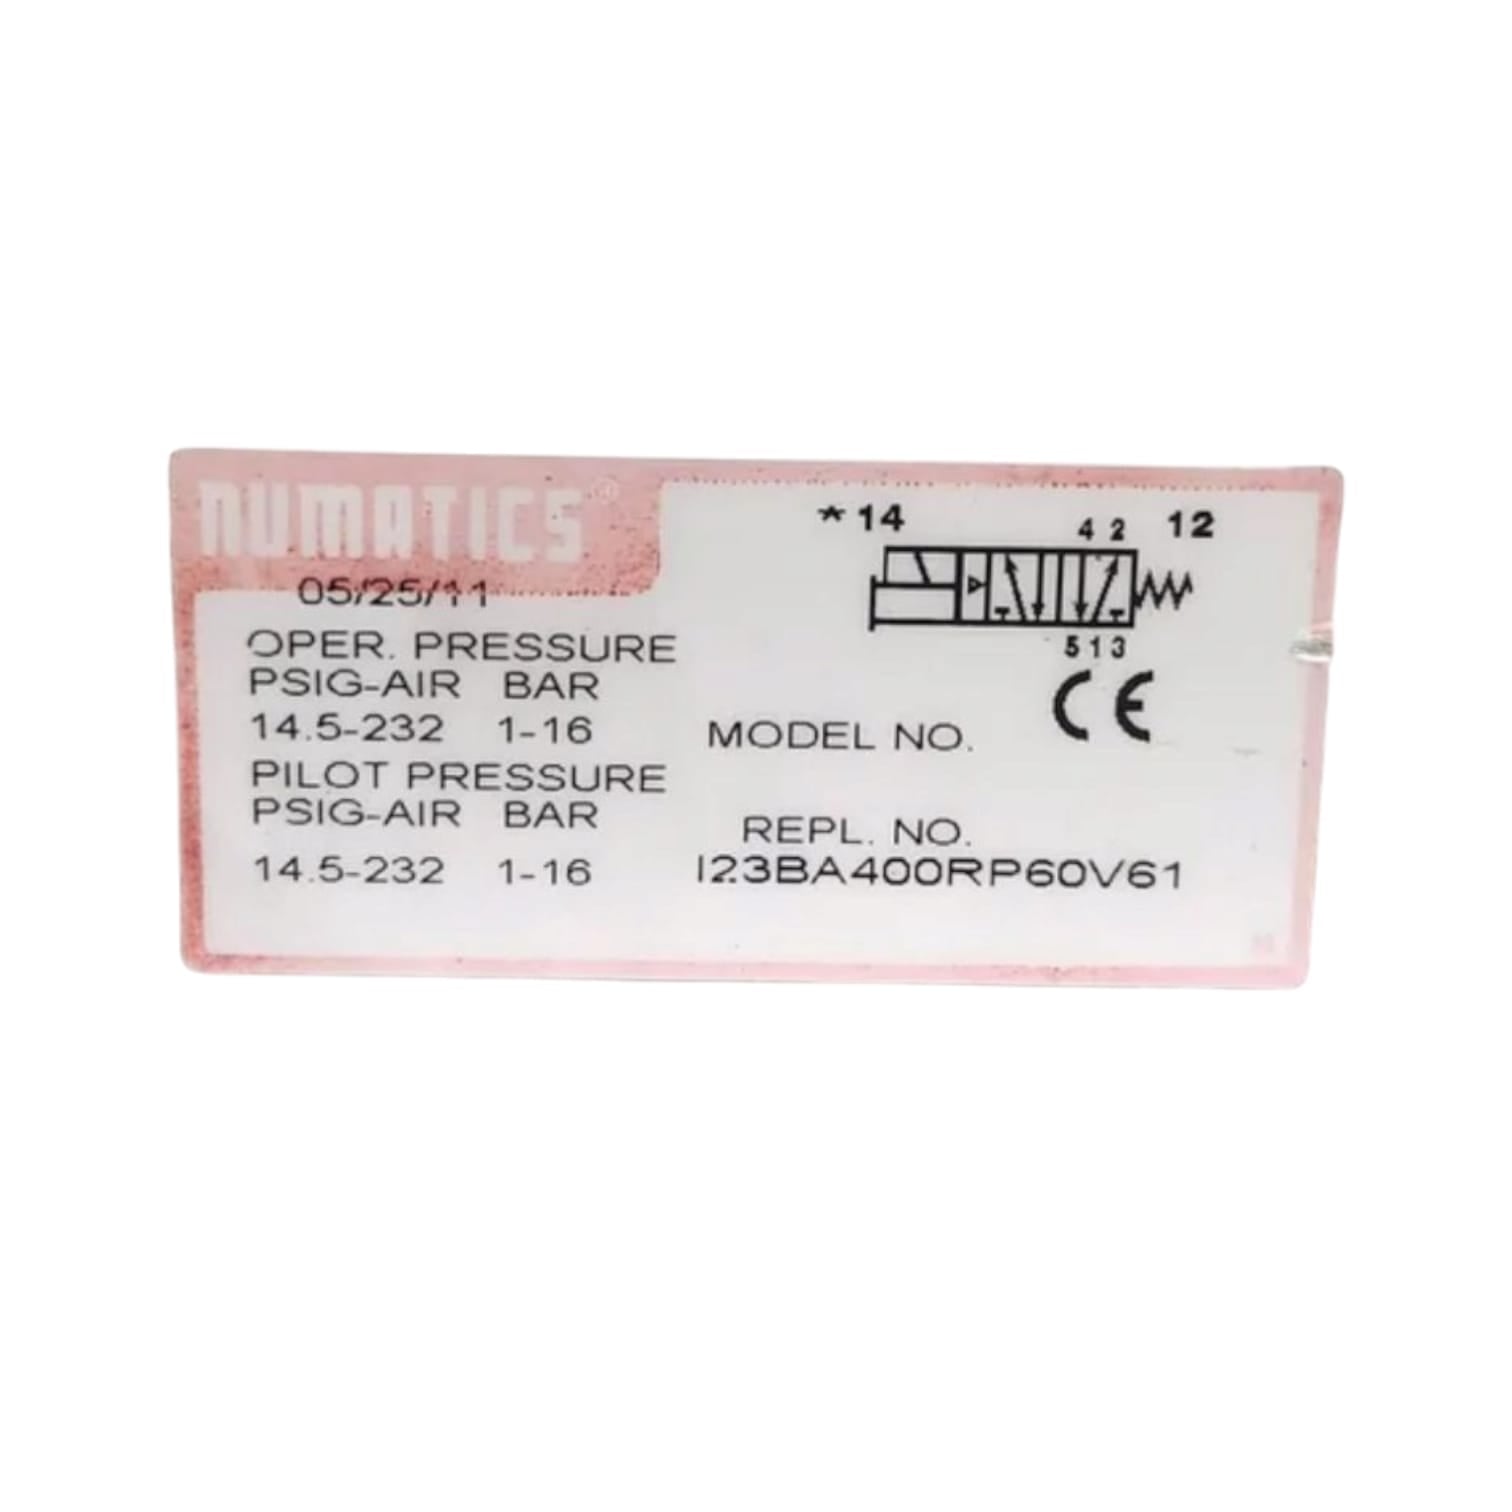 NUMATICS®
05/25/11
OPER. PRESSURE
PSIG-AIR BAR
14.5-232 1-16
PILOT PRESSURE
PSIG-AIR BAR
14.5-232 1-16
* 14
4 2
12
5 1 3
CE
MODEL NO.
REPL. NO.
I23BA400RP60V61